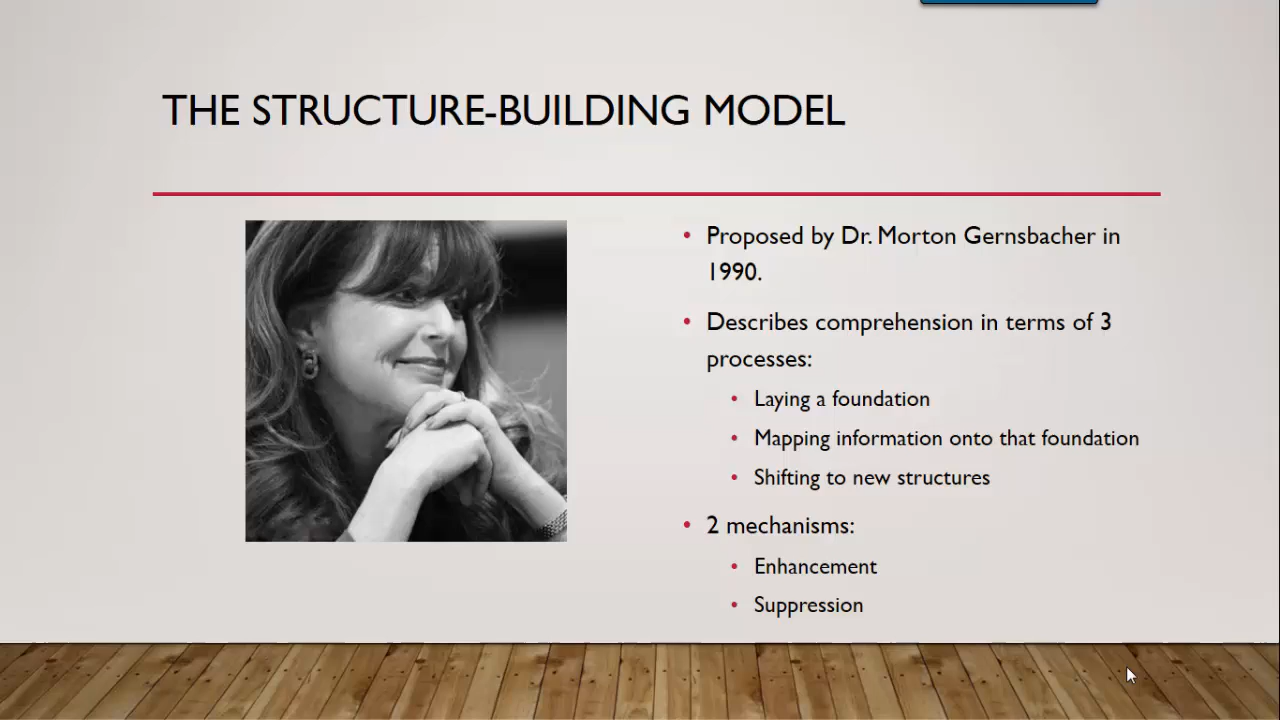 THE STRUCTURE-BUILDING MODEL
• Proposed by Dr. Morton Gernsbacher in
1990.
• Describes comprehension in terms of 3
processes:
• Laying a foundation
• Mapping information onto that foundation
• Shifting to new structures
• 2 mechanisms:
• Enhancement
• Suppression